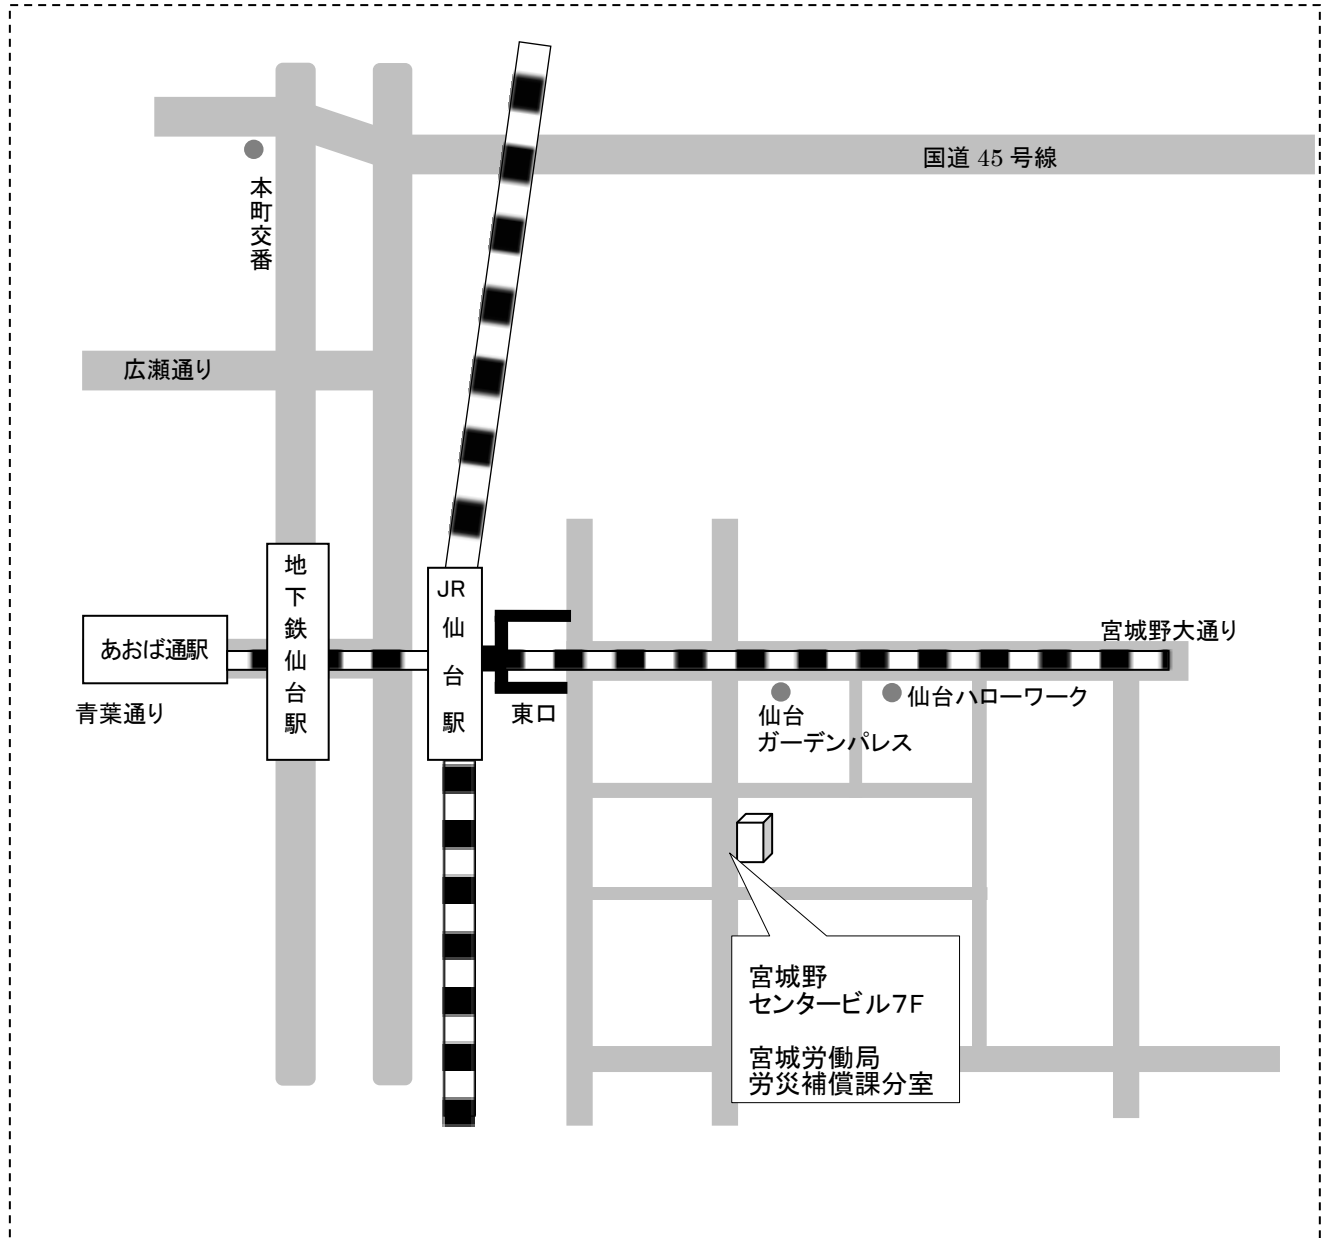 国道 45 号線
本町交番
広瀬通り
地下鉄仙台駅
JR
仙台駅
あおば通駅
宮城野大通り
青葉通り
東口
仙台ハローワーク
仙台
ガーデンパレス
宮城野
センタービル7F
宮城労働局
労災補償課分室